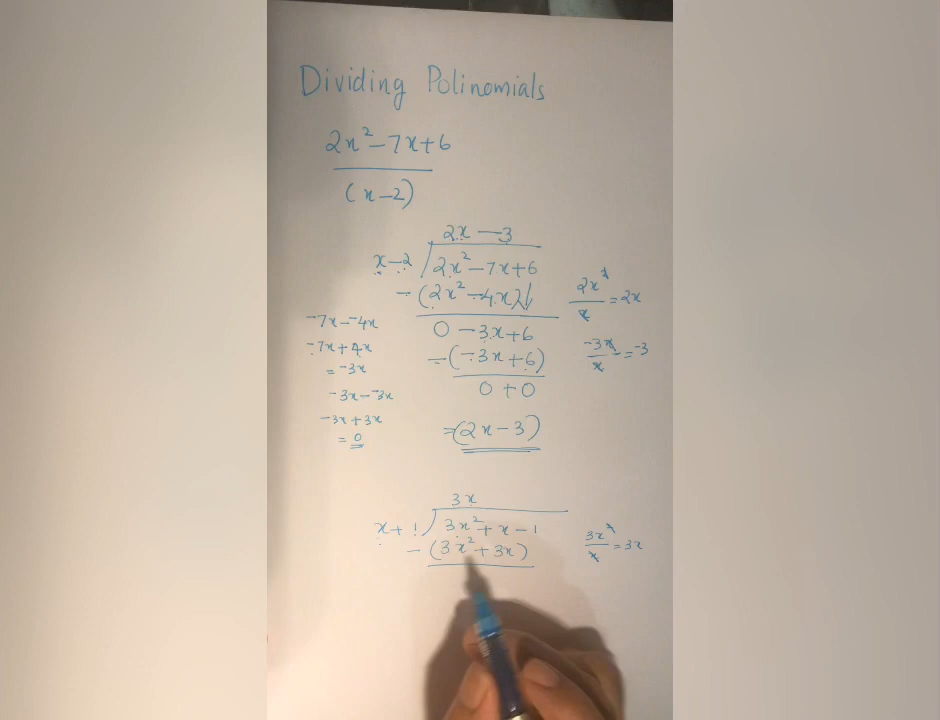 Dividing Polinomials
2x² - 7x + 6
(x - 2)
2x - 3
x - 2 2x² - 7x + 6
- (2x² - 4x) ↓
0 - 3x + 6
- (-3x + 6)
0 + 0
= (2x - 3)
2x² / x = 2x
-3x / x = -3
-7x - -4x
-7x + 4x
= -3x
-3x - -3x
-3x + 3x
= 0
3x
x + 1 3x² + x - 1
- (3x² + 3x)
3x² / x = 3x